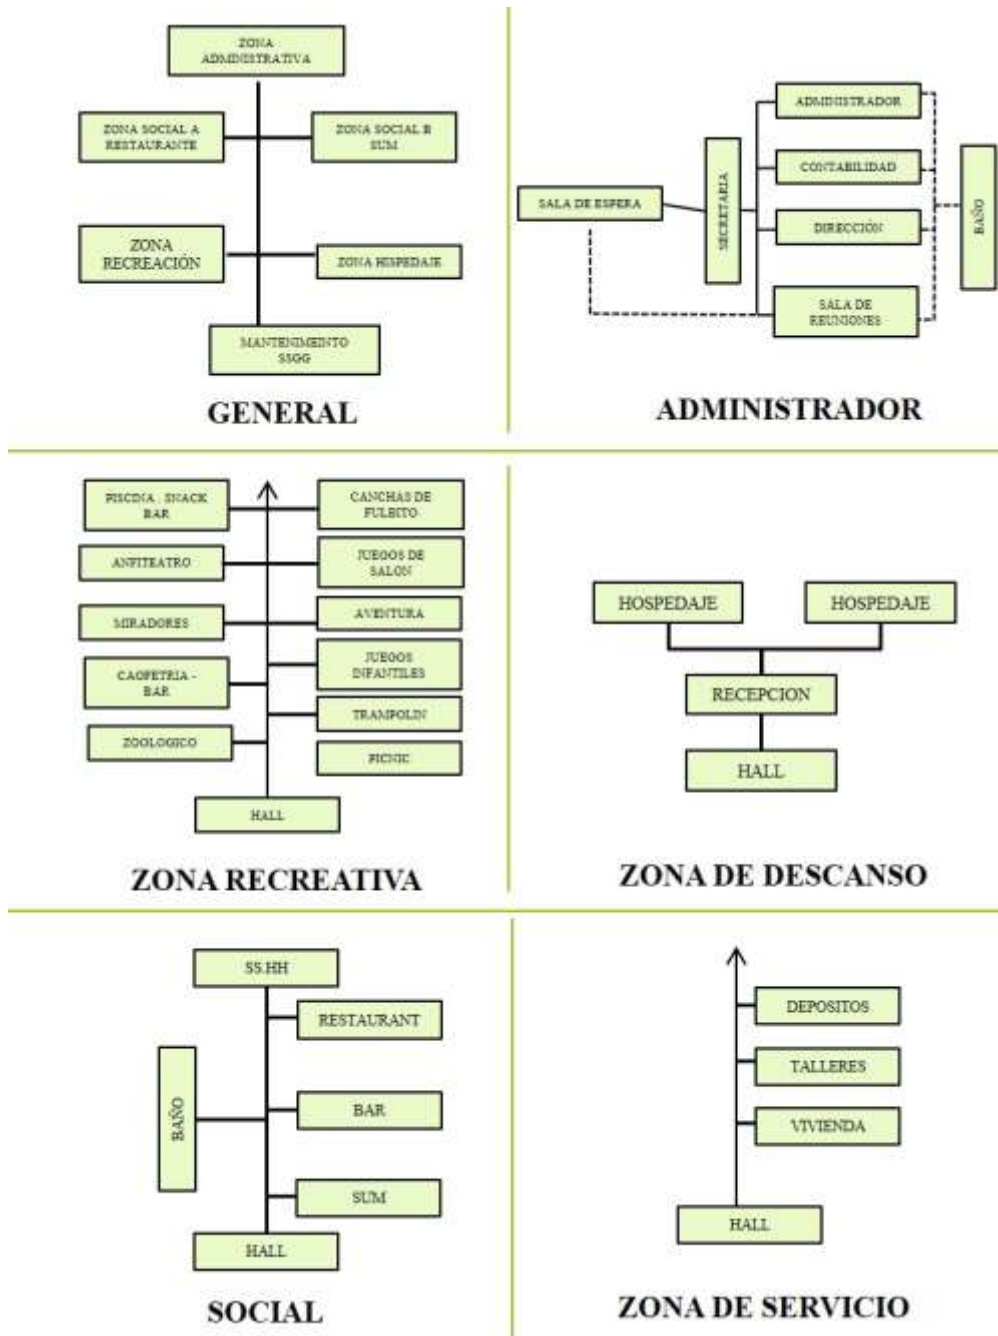 ZONA
ADMINISTRATIVA
ZONA SOCIAL A
RESTAURANTE
ZONA SOCIAL B
SUM
ZONA
RECREACIÓN
ZONA HISPEDAJE
MANTENIMEINTO
SSGG
GENERAL
ADMINISTRADOR
CONTABILIDAD
SALA DE ESPERA
SECRETARIA
DIRECCIÓN
BAÑO
SALA DE
REUNIONES
ADMINISTRADOR
PISCINA . SNACK
BAR
CANCHAS DE
FULBITO
ANFITEATRO
JUEGOS DE
SALON
MIRADORES
AVENTURA
CAOFETRIA -
BAR
JUEGOS
INFANTILES
TRAMPOLIN
ZOOLOGICO
PICNIC
HALL
ZONA RECREATIVA
HOSPEDAJE
HOSPEDAJE
RECEPCION
HALL
ZONA DE DESCANSO
SS.HH
RESTAURANT
BAÑO
BAR
SUM
HALL
SOCIAL
DEPOSITOS
TALLERES
VIVIENDA
HALL
ZONA DE SERVICIO